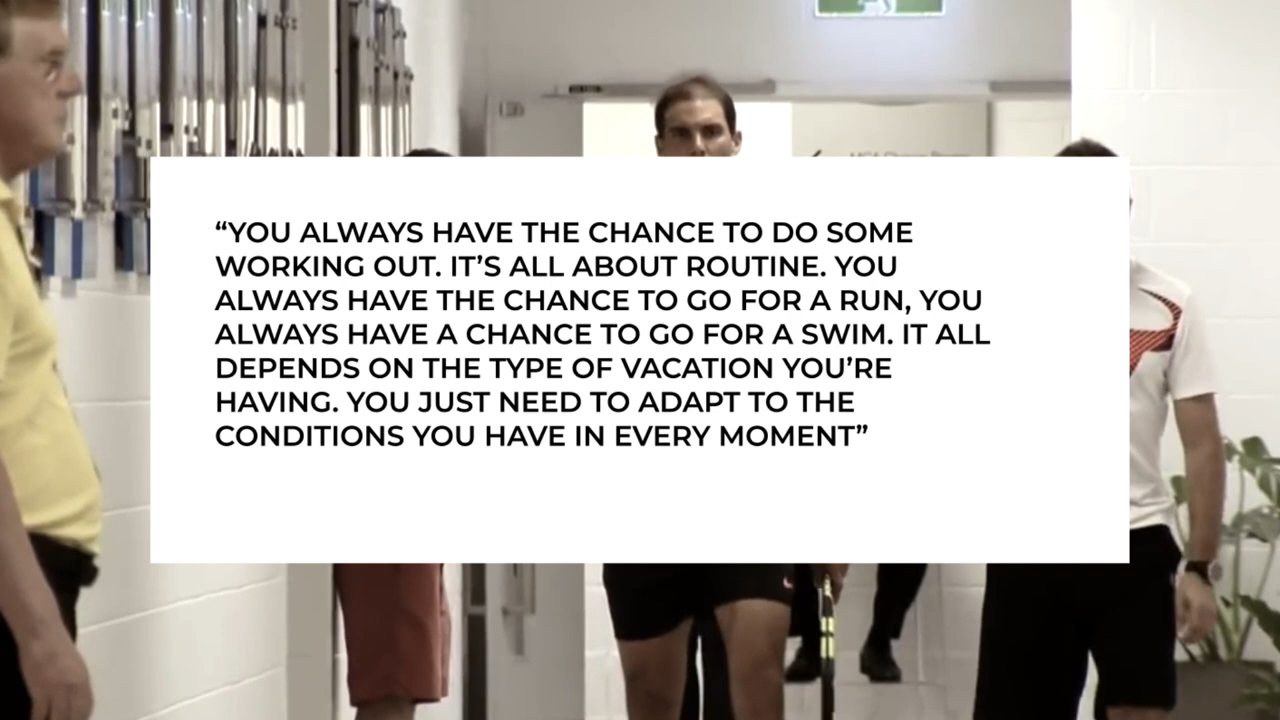 “YOU ALWAYS HAVE THE CHANCE TO DO SOME
WORKING OUT. IT’S ALL ABOUT ROUTINE. YOU
ALWAYS HAVE THE CHANCE TO GO FOR A RUN, YOU
ALWAYS HAVE A CHANCE TO GO FOR A SWIM. IT ALL
DEPENDS ON THE TYPE OF VACATION YOU’RE
HAVING. YOU JUST NEED TO ADAPT TO THE
CONDITIONS YOU HAVE IN EVERY MOMENT”